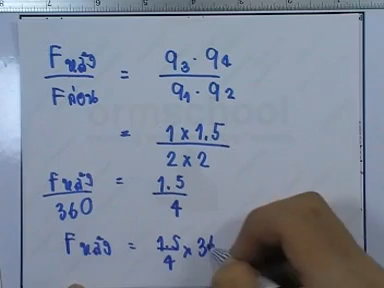 Fหลัง / Fก่อน = q₃ · q₄ / q₁ · q₂
= 1 × 1.5 / 2 × 2
Fหลัง / 360 = 1.5 / 4
Fหลัง = 1.5 / 4 × 36